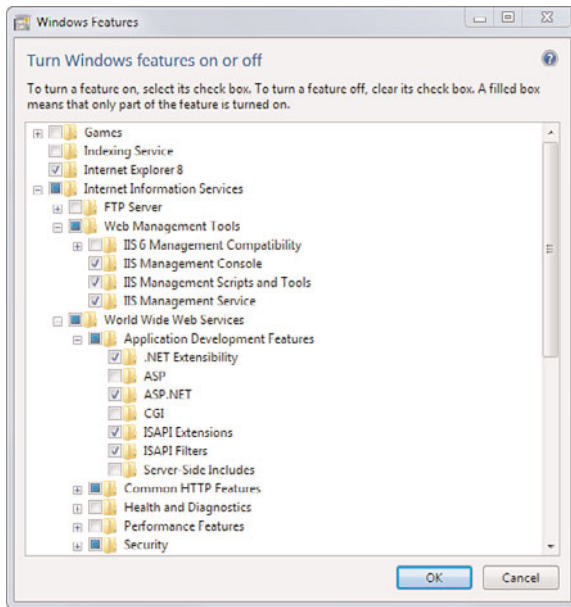 Windows Features
Turn Windows features on or off
To turn a feature on, select its check box. To turn a feature off, clear its check box. A filled box
means that only part of the feature is turned on.
Games
Indexing Service
Internet Explorer 8
Internet Information Services
FTP Server
Web Management Tools
IIS 6 Management Compatibility
IIS Management Console
IIS Management Scripts and Tools
IIS Management Service
World Wide Web Services
Application Development Features
.NET Extensibility
ASP
ASP.NET
CGI
ISAPI Extensions
ISAPI Filters
Server-Side Includes
Common HTTP Features
Health and Diagnostics
Performance Features
Security
OK
Cancel